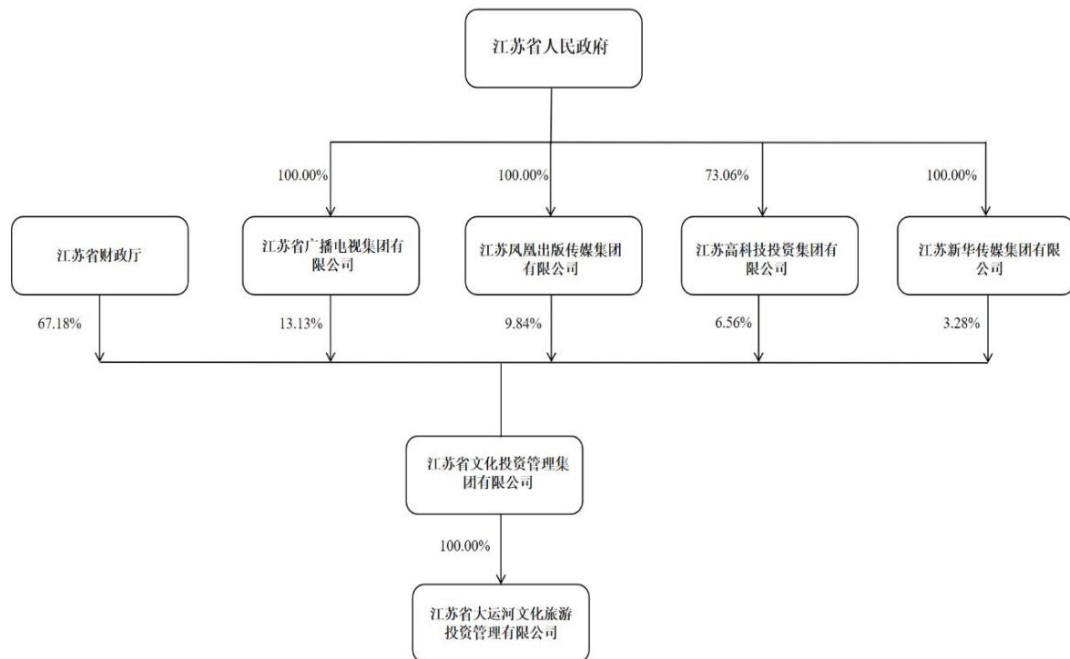 江苏省人民政府
100.00%
100.00%
73.06%
100.00%
江苏省财政厅
江苏省广播电视集团有
限公司
江苏凤凰出版传媒集团
有限公司
江苏高科技投资集团有
限公司
江苏新华传媒集团有限
公司
67.18%
13.13%
9.84%
6.56%
3.28%
江苏省文化投资管理集
团有限公司
100.00%
江苏省大运河文化旅游
投资管理有限公司